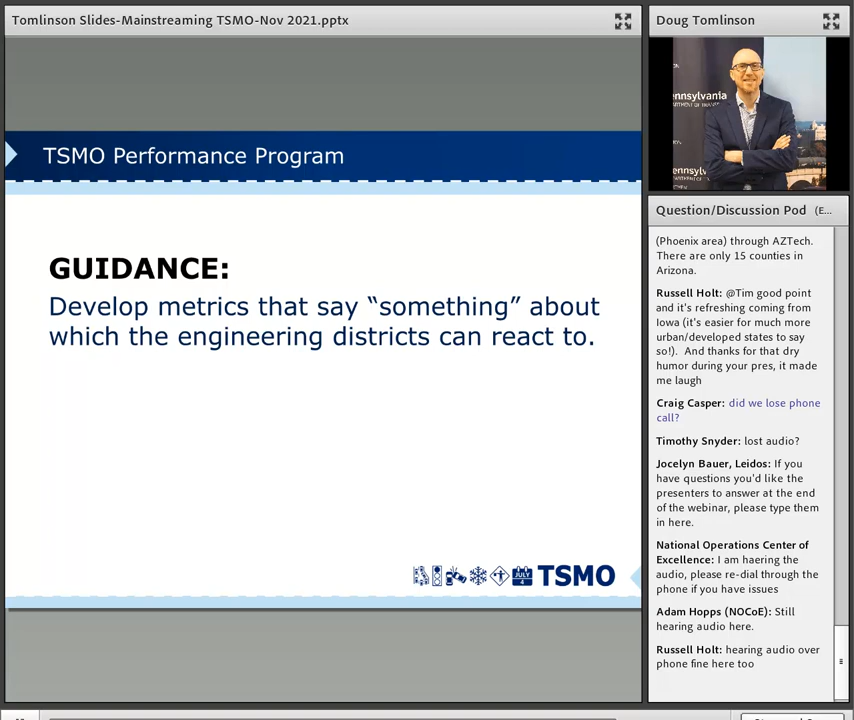 Tomlinson Slides-Mainstreaming TSMO-Nov 2021.pptx
TSMO Performance Program
GUIDANCE:
Develop metrics that say “something” about
which the engineering districts can react to.
JULY
4
TSMO
Doug Tomlinson
ennsylvania
Question/Discussion Pod (E...
(Phoenix area) through AZTech.
There are only 15 counties in
Arizona.
Russell Holt: @Tim good point
and it's refreshing coming from
Iowa (it's easier for much more
urban/developed states to say
so!). And thanks for that dry
humor during your pres, it made
me laugh
Craig Casper: did we lose phone
call?
Timothy Snyder: lost audio?
Jocelyn Bauer, Leidos: If you
have questions you'd like the
presenters to answer at the end
of the webinar, please type them
in here.
National Operations Center of
Excellence: I am haering the
audio, please re-dial through the
phone if you have issues
Adam Hopps (NOCoE): Still
hearing audio here.
Russell Holt: hearing audio over
phone fine here too